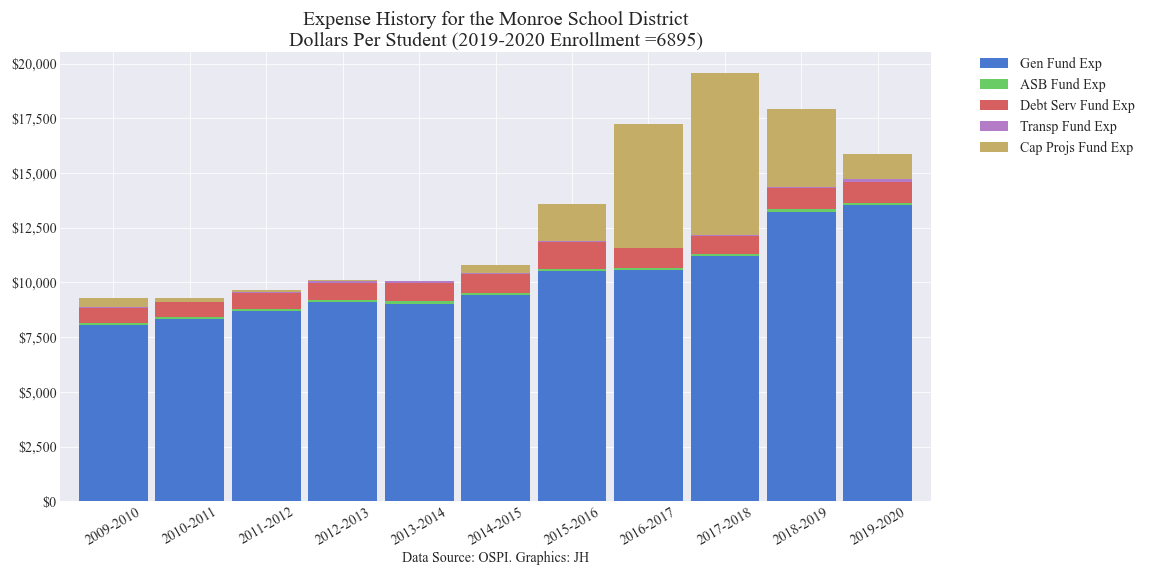 Expense History for the Monroe School District
Dollars Per Student (2019-2020 Enrollment =6895)
$20,000
$17,500
$15,000
$12,500
$10,000
$7,500
$5,000
$2,500
$0
2009-2010
2010-2011
2011-2012
2012-2013
2013-2014
2014-2015
2015-2016
2016-2017
2017-2018
2018-2019
2019-2020
Data Source: OSPI. Graphics: JH
Gen Fund Exp
ASB Fund Exp
Debt Serv Fund Exp
Transp Fund Exp
Cap Projs Fund Exp